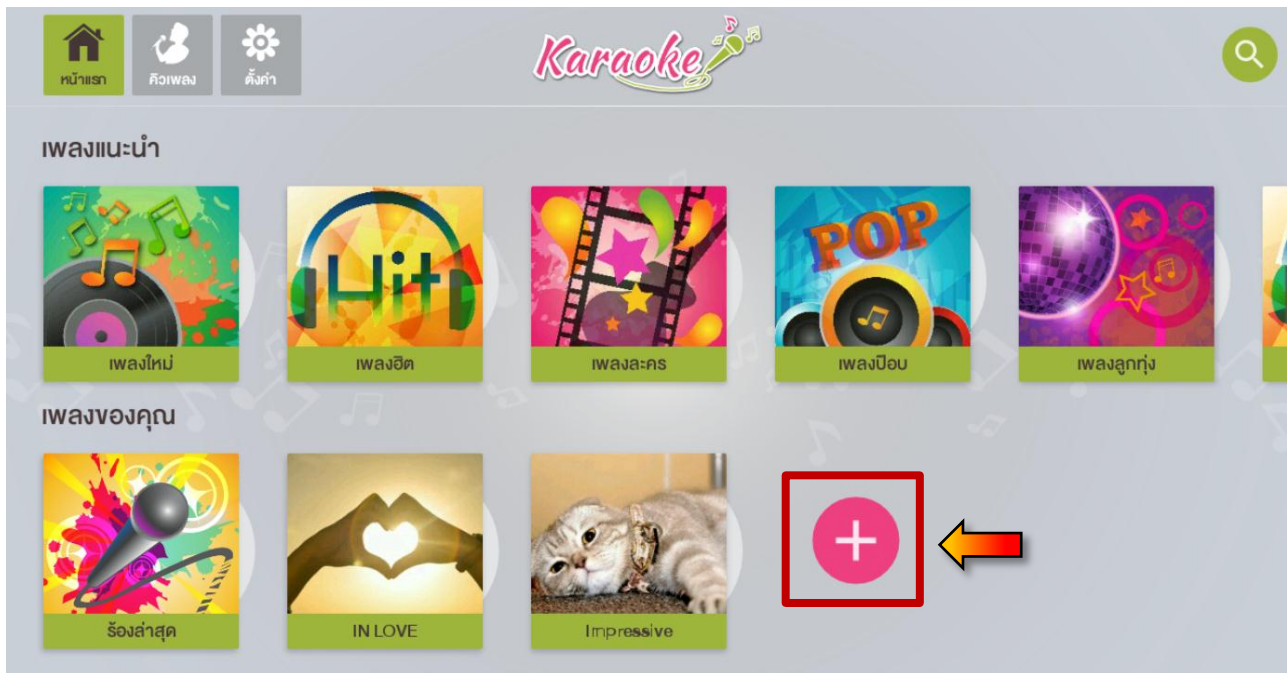 หน้าแรก
คิวเพลง
ตั้งค่า
Karaoke
เพลงแนะนำ
Hit
POP
เพลงใหม่
เพลงฮิต
เพลงละคร
เพลงป๊อบ
เพลงลูกทุ่ง
เพลงของคุณ
ร้องล่าสุด
IN LOVE
Impressive